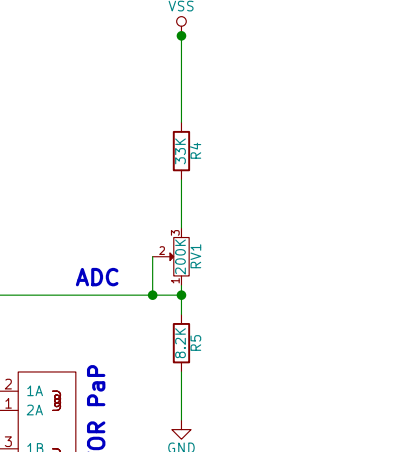 VSS
33K
R4
3
2
200K
RV1
1
ADC
8.2K
R5
GND
2
1A
1
2A
3
1B
OR PaP